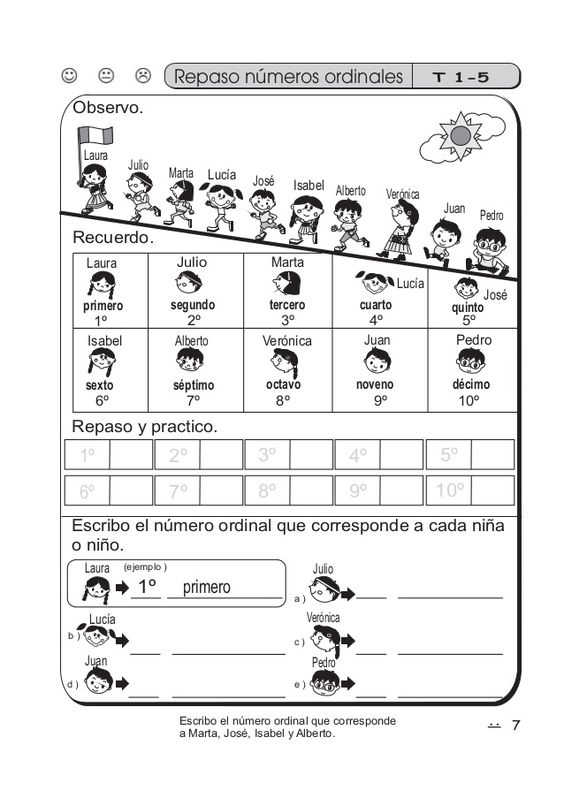 Repaso números ordinales T 1-5
Observo.
Laura
Julio
Marta
Lucía
José
Isabel
Alberto
Verónica
Juan
Pedro
Recuerdo.
Laura Julio Marta Lucía José
primero segundo tercero cuarto quinto
1º 2º 3º 4º 5º
Isabel Alberto Verónica Juan Pedro
sexto séptimo octavo noveno décimo
6º 7º 8º 9º 10º
Repaso y practico.
1º 2º 3º 4º 5º
6º 7º 8º 9º 10º
Escribo el número ordinal que corresponde a cada niña
o niño.
Laura (ejemplo)
1º primero
Julio
a)
Lucía
b)
Verónica
c)
Juan
d)
Pedro
e)
Escribo el número ordinal que corresponde
a Marta, José, Isabel y Alberto.
7